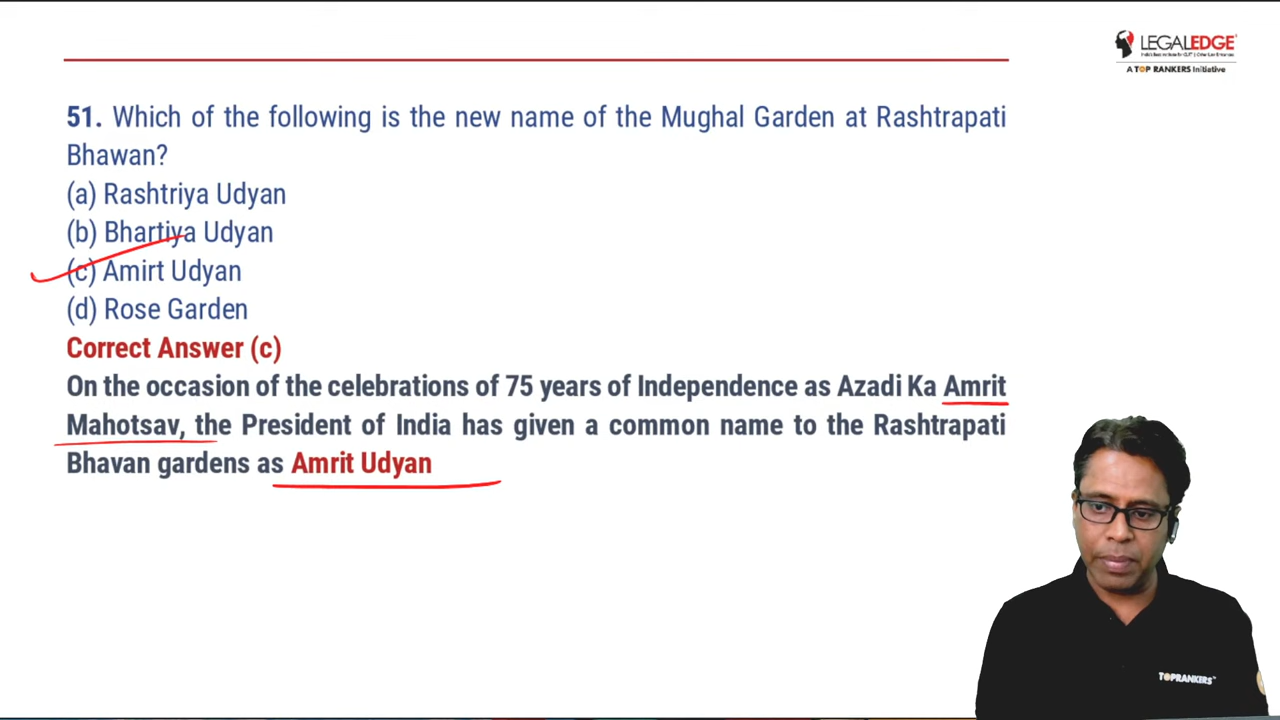 LEGALEDGE
A TOP RANKERS Initiative
51. Which of the following is the new name of the Mughal Garden at Rashtrapati
Bhawan?
(a) Rashtriya Udyan
(b) Bhartiya Udyan
(c) Amirt Udyan
(d) Rose Garden
Correct Answer (c)
On the occasion of the celebrations of 75 years of Independence as Azadi Ka Amrit
Mahotsav, the President of India has given a common name to the Rashtrapati
Bhavan gardens as Amrit Udyan
TOPRANKERS